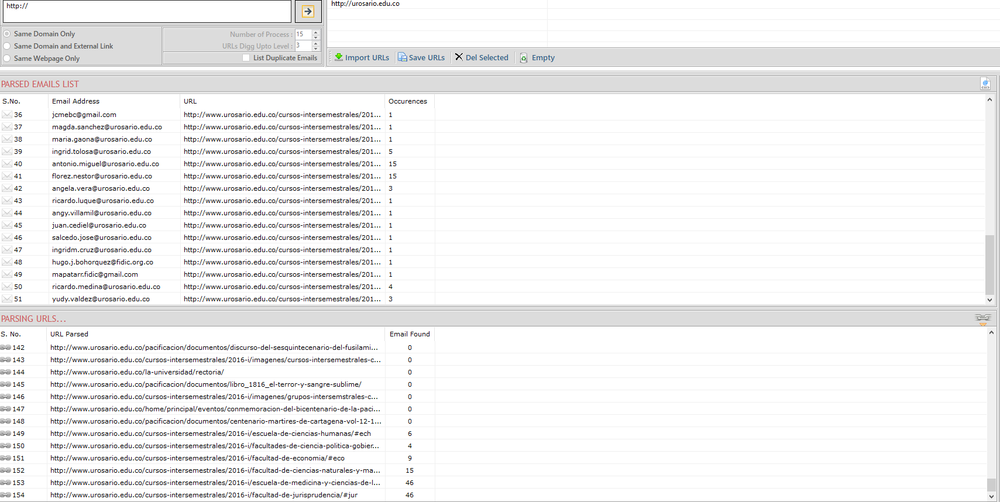 http://
http://urosario.edu.co
Same Domain Only
Number of Process : 15
Same Domain and External Link
URLs Digg Upto Level : 3
Same Webpage Only
List Duplicate Emails
Import URLs Save URLs Del Selected Empty
PARSED EMAILS LIST
S.No. Email Address URL Occurences
36 jcmebc@gmail.com http://www.urosario.edu.co/cursos-intersemestrales/201... 1
37 magda.sanchez@urosario.edu.co http://www.urosario.edu.co/cursos-intersemestrales/201... 1
38 maria.gaona@urosario.edu.co http://www.urosario.edu.co/cursos-intersemestrales/201... 1
39 ingrid.tolosa@urosario.edu.co http://www.urosario.edu.co/cursos-intersemestrales/201... 5
40 antonio.miguel@urosario.edu.co http://www.urosario.edu.co/cursos-intersemestrales/201... 15
41 florez.nestor@urosario.edu.co http://www.urosario.edu.co/cursos-intersemestrales/201... 15
42 angela.vera@urosario.edu.co http://www.urosario.edu.co/cursos-intersemestrales/201... 3
43 ricardo.luque@urosario.edu.co http://www.urosario.edu.co/cursos-intersemestrales/201... 1
44 angy.villamil@urosario.edu.co http://www.urosario.edu.co/cursos-intersemestrales/201... 1
45 juan.cediel@urosario.edu.co http://www.urosario.edu.co/cursos-intersemestrales/201... 1
46 salcedo.jose@urosario.edu.co http://www.urosario.edu.co/cursos-intersemestrales/201... 1
47 ingridm.cruz@urosario.edu.co http://www.urosario.edu.co/cursos-intersemestrales/201... 1
48 hugo.j.bohorquez@fidic.org.co http://www.urosario.edu.co/cursos-intersemestrales/201... 1
49 mapatarr.fidic@gmail.com http://www.urosario.edu.co/cursos-intersemestrales/201... 1
50 ricardo.medina@urosario.edu.co http://www.urosario.edu.co/cursos-intersemestrales/201... 4
51 yudy.valdez@urosario.edu.co http://www.urosario.edu.co/cursos-intersemestrales/201... 3
PARSING URLS...
S. No. URL Parsed Email Found
142 http://www.urosario.edu.co/pacificacion/documentos/discurso-del-sesquintecenario-del-fusilami... 0
143 http://www.urosario.edu.co/cursos-intersemestrales/2016-i/imagenes/cursos-intersemestrales-c... 0
144 http://www.urosario.edu.co/la-universidad/rectoria/ 0
145 http://www.urosario.edu.co/pacificacion/documentos/libro_1816_el-terror-y-sangre-sublime/ 0
146 http://www.urosario.edu.co/cursos-intersemestrales/2016-i/imagenes/grupos-intersemstrales-c... 0
147 http://www.urosario.edu.co/home/principal/eventos/conmemoracion-del-bicentenario-de-la-paci... 0
148 http://www.urosario.edu.co/pacificacion/documentos/centenario-martires-de-cartagena-vol-12-1... 0
149 http://www.urosario.edu.co/cursos-intersemestrales/2016-i/escuela-de-ciencias-humanas/#ech 6
150 http://www.urosario.edu.co/cursos-intersemestrales/2016-i/facultades-de-ciencia-politica-gobier... 4
151 http://www.urosario.edu.co/cursos-intersemestrales/2016-i/facultad-de-economia/#eco 9
152 http://www.urosario.edu.co/cursos-intersemestrales/2016-i/facultad-de-ciencias-naturales-y-ma... 15
153 http://www.urosario.edu.co/cursos-intersemestrales/2016-i/escuela-de-medicina-y-ciencias-de-l... 46
154 http://www.urosario.edu.co/cursos-intersemestrales/2016-i/facultad-de-jurisprudencia/#jur 46